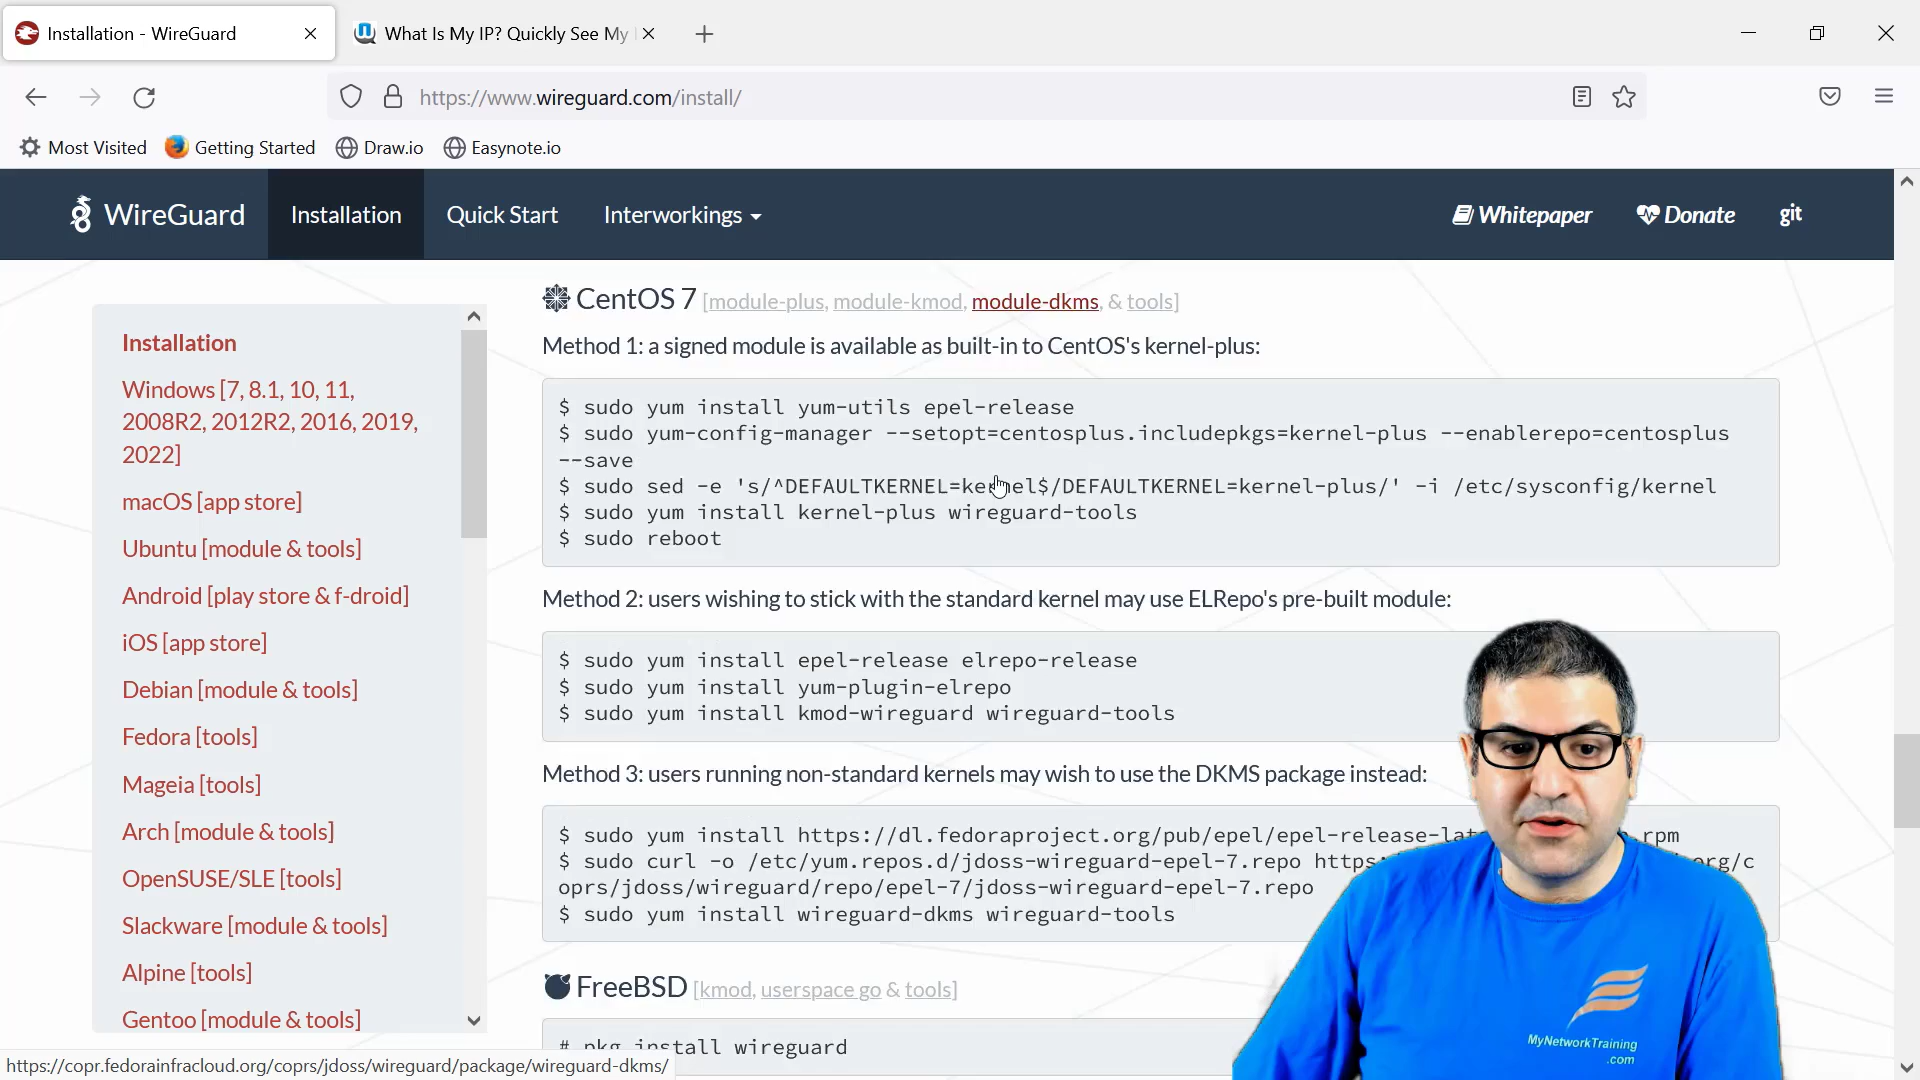 Installation - WireGuard
What Is My IP? Quickly See My
https://www.wireguard.com/install/
Most Visited
Getting Started
Draw.io
Easynote.io
WireGuard
Installation
Quick Start
Interworkings
Whitepaper
Donate
git
Installation
Windows [7, 8.1, 10, 11,
2008R2, 2012R2, 2016, 2019,
2022]
macOS [app store]
Ubuntu [module & tools]
Android [play store & f-droid]
iOS [app store]
Debian [module & tools]
Fedora [tools]
Mageia [tools]
Arch [module & tools]
OpenSUSE/SLE [tools]
Slackware [module & tools]
Alpine [tools]
Gentoo [module & tools]
CentOS 7 [module-plus, module-kmod, module-dkms, & tools]
Method 1: a signed module is available as built-in to CentOS's kernel-plus:
$ sudo yum install yum-utils epel-release
$ sudo yum-config-manager --setopt=centosplus.includepkgs=kernel-plus --enablerepo=centosplus
--save
$ sudo sed -e 's/^DEFAULTKERNEL=kernel$/DEFAULTKERNEL=kernel-plus/' -i /etc/sysconfig/kernel
$ sudo yum install kernel-plus wireguard-tools
$ sudo reboot
Method 2: users wishing to stick with the standard kernel may use ELRepo's pre-built module:
$ sudo yum install epel-release elrepo-release
$ sudo yum install yum-plugin-elrepo
$ sudo yum install kmod-wireguard wireguard-tools
Method 3: users running non-standard kernels may wish to use the DKMS package instead:
$ sudo yum install https://dl.fedoraproject.org/pub/epel/epel-release-lat rpm
$ sudo curl -o /etc/yum.repos.d/jdoss-wireguard-epel-7.repo https: org/c
oprs/jdoss/wireguard/repo/epel-7/jdoss-wireguard-epel-7.repo
$ sudo yum install wireguard-dkms wireguard-tools
FreeBSD [kmod, userspace go & tools]
# pkg install wireguard
https://copr.fedorainfracloud.org/coprs/jdoss/wireguard/package/wireguard-dkms/
MyNetworkTraining
.com